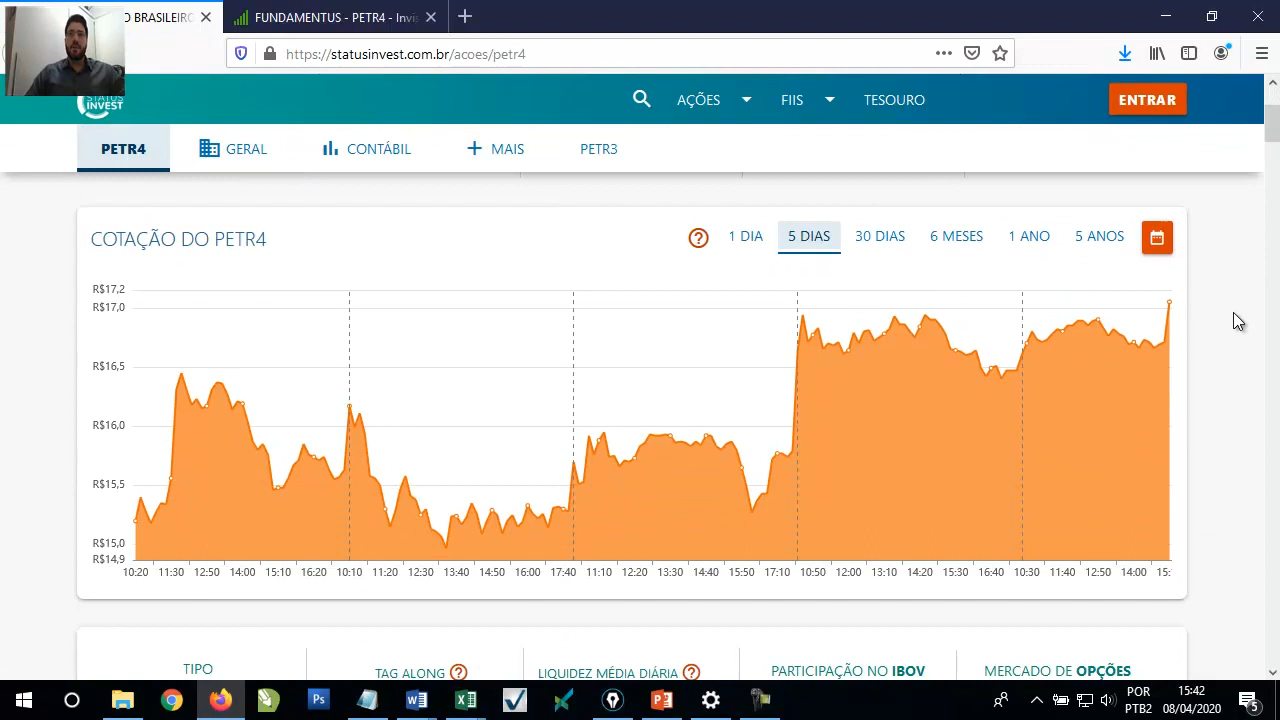 O BRASILEIRO
FUNDAMENTUS - PETR4 - Invis
https://statusinvest.com.br/acoes/petr4
STATUS
INVEST
AÇÕES
FIIS
TESOURO
ENTRAR
PETR4
GERAL
CONTÁBIL
MAIS
PETR3
COTAÇÃO DO PETR4
1 DIA
5 DIAS
30 DIAS
6 MESES
1 ANO
5 ANOS
R$17,2
R$17,0
R$16,5
R$16,0
R$15,5
R$15,0
R$14,9
10:20 11:30 12:50 14:00 15:10 16:20 10:10 11:20 12:30 13:40 14:50 16:00 17:40 11:10 12:20 13:30 14:40 15:50 17:10 10:50 12:00 13:10 14:20 15:30 16:40 10:30 11:40 12:50 14:00 15:
TIPO
TAG ALONG
LIQUIDEZ MÉDIA DIÁRIA
PARTICIPAÇÃO NO IBOV
MERCADO DE OPÇÕES
POR
PTB2
15:42
08/04/2020
5